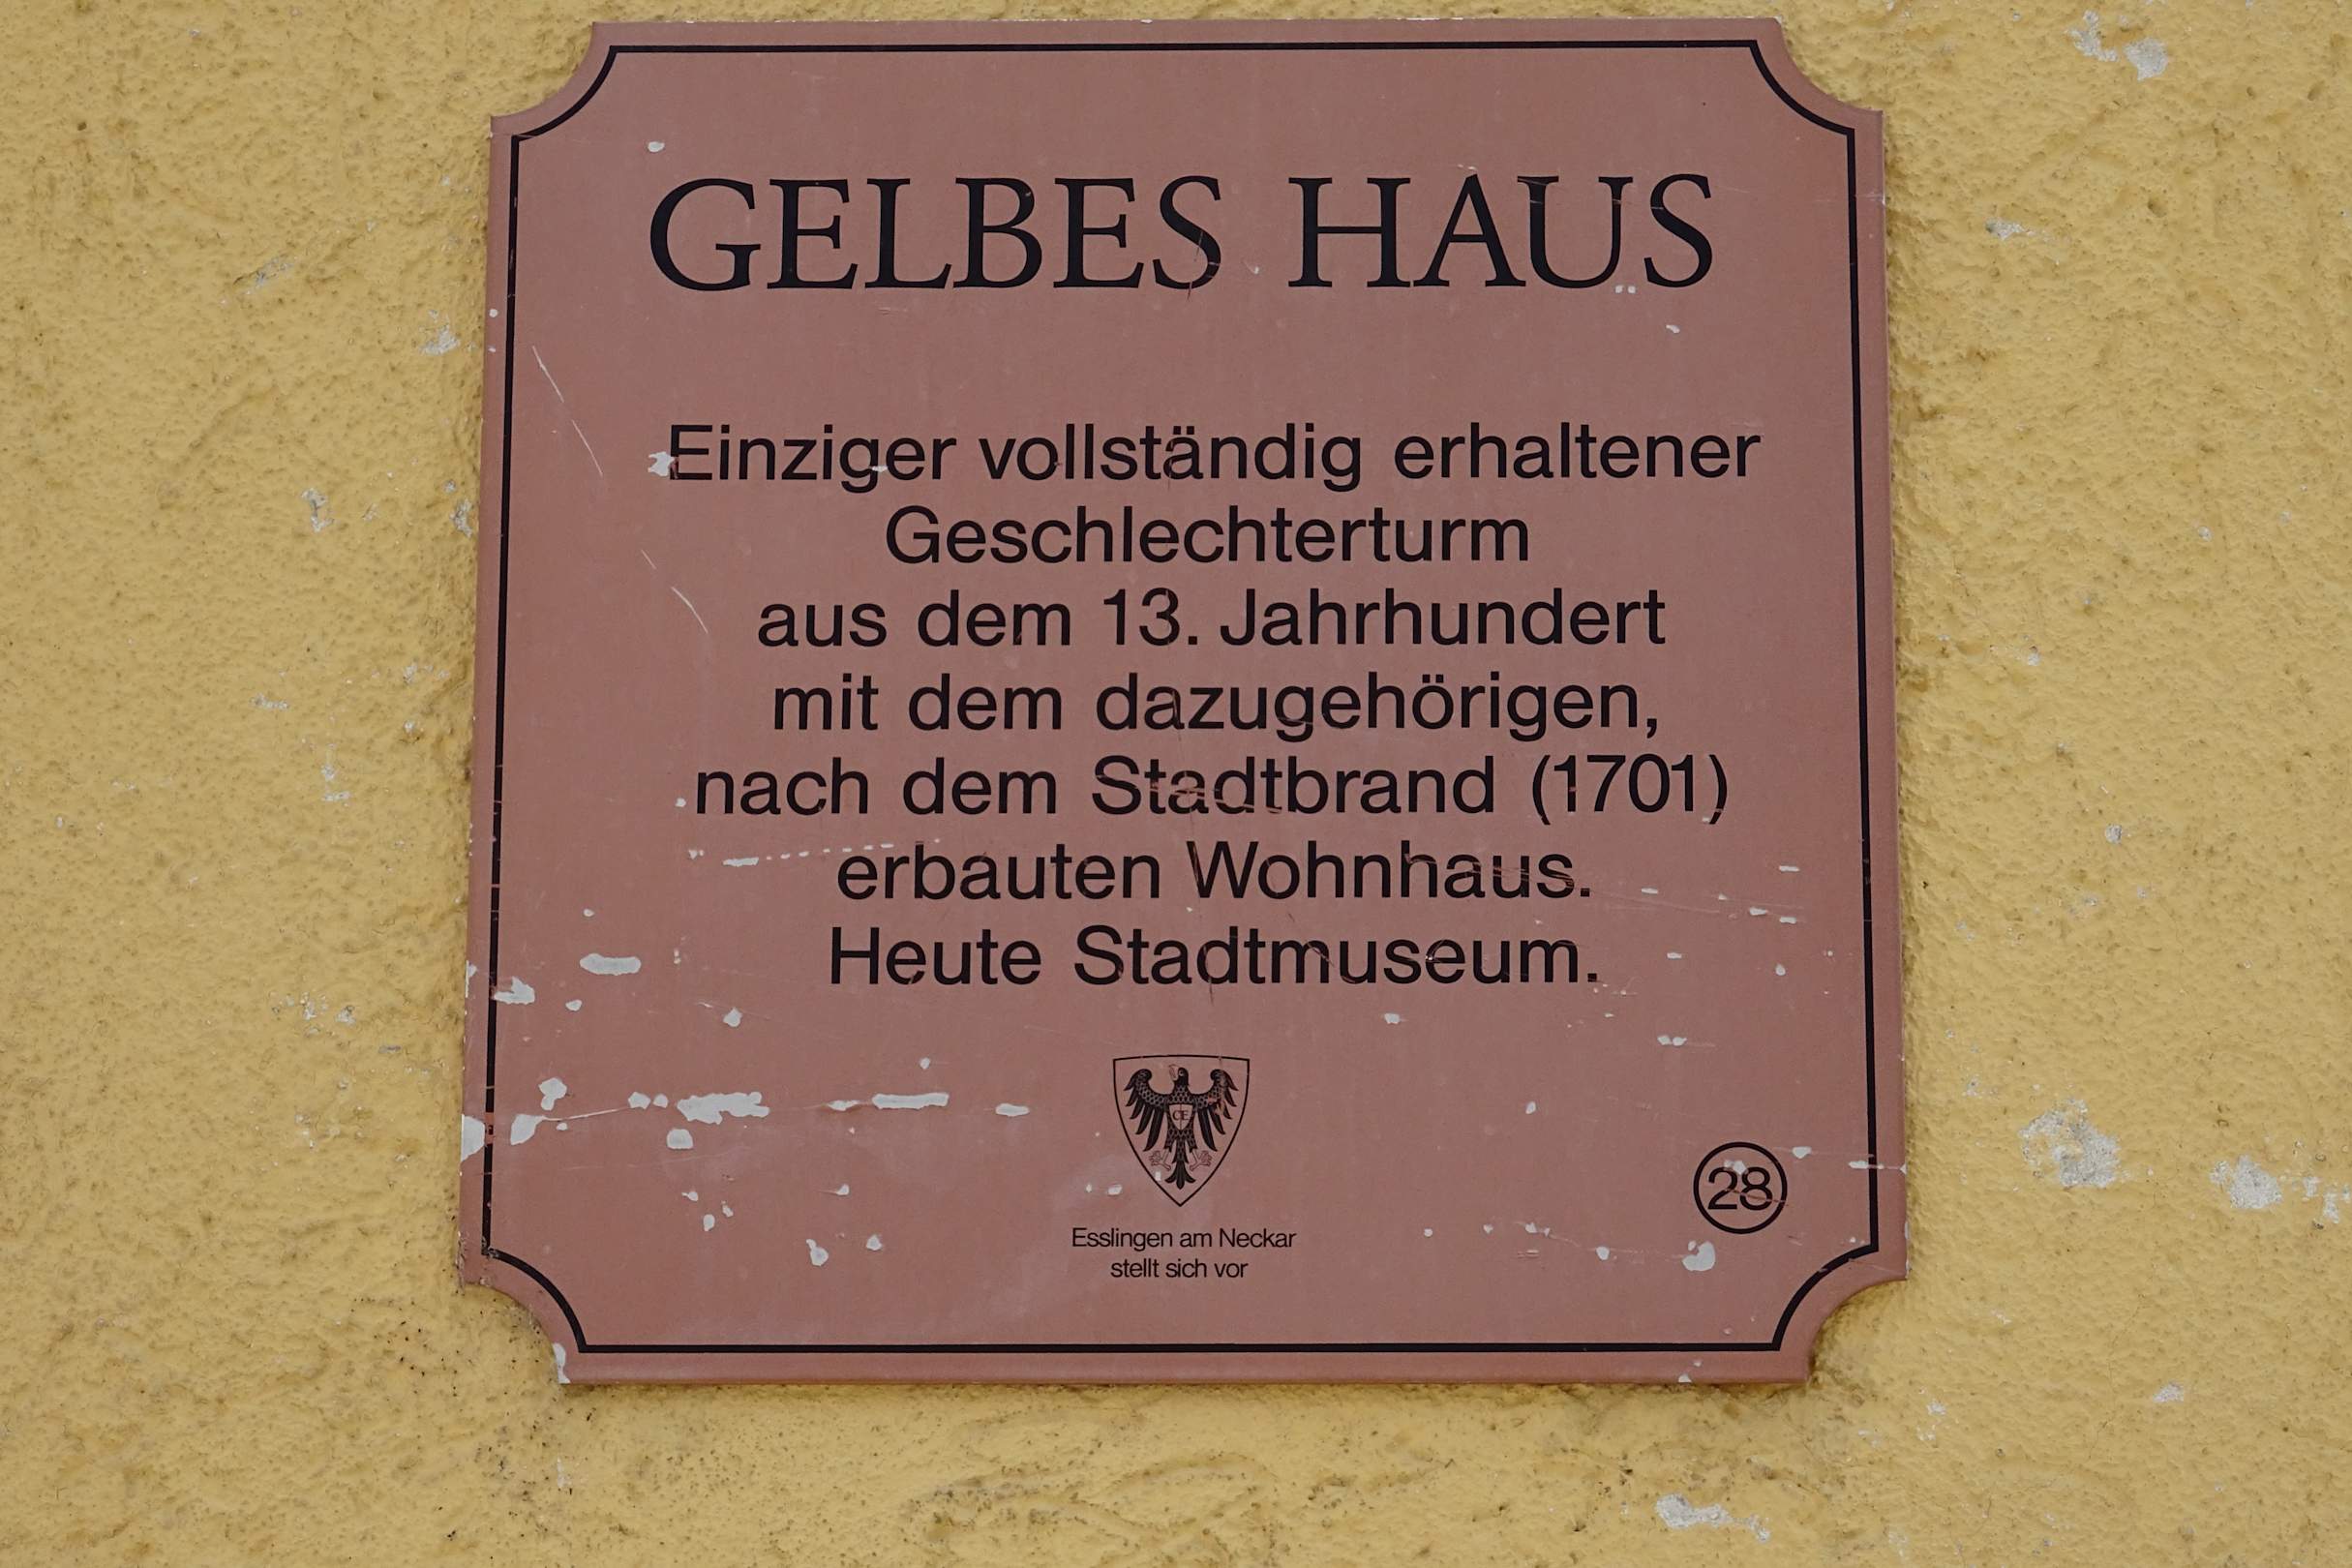 GELBES HAUS
Einziger vollständig erhaltener
Geschlechterturm
aus dem 13. Jahrhundert
mit dem dazugehörigen,
nach dem Stadtbrand (1701)
erbauten Wohnhaus.
Heute Stadtmuseum.
CE
Esslingen am Neckar
stellt sich vor
28